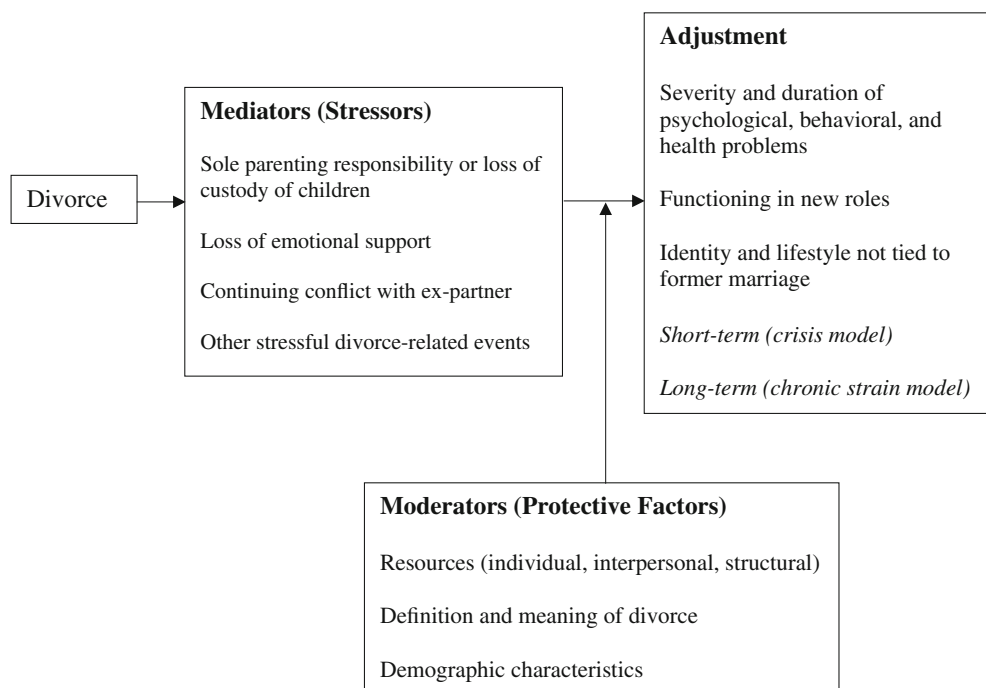 Divorce
Mediators (Stressors)
Sole parenting responsibility or loss of
custody of children
Loss of emotional support
Continuing conflict with ex-partner
Other stressful divorce-related events
Adjustment
Severity and duration of
psychological, behavioral, and
health problems
Functioning in new roles
Identity and lifestyle not tied to
former marriage
Short-term (crisis model)
Long-term (chronic strain model)
Moderators (Protective Factors)
Resources (individual, interpersonal, structural)
Definition and meaning of divorce
Demographic characteristics